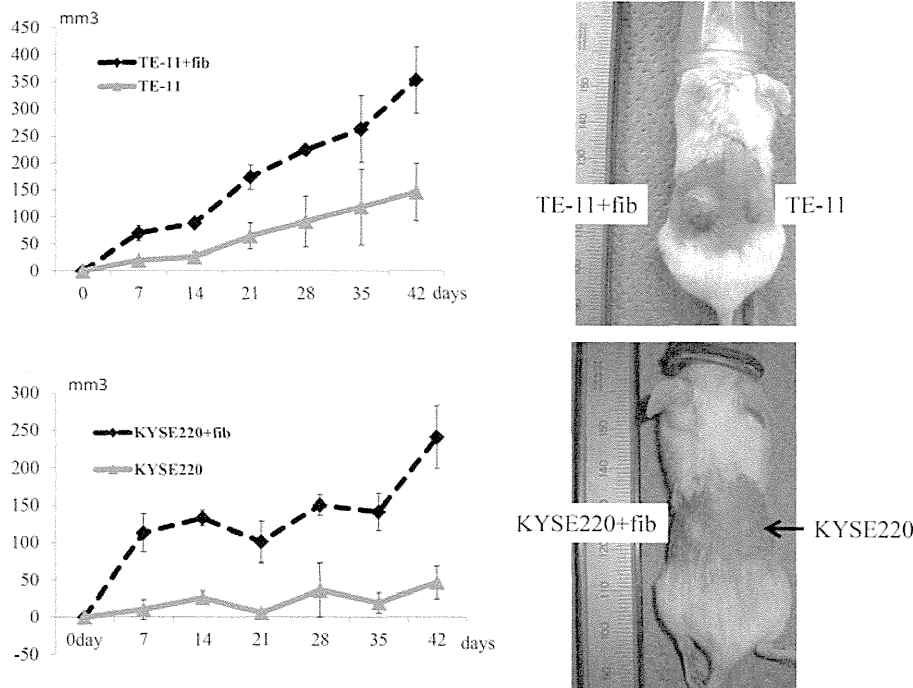 mm3
450
400
350
300
250
200
150
100
50
0
TE-11+fib
TE-11
0 7 14 21 28 35 42 days
TE-11+fib
TE-11
mm3
300
250
200
150
100
50
0
-50
KYSE220+fib
KYSE220
0day 7 14 21 28 35 42 days
KYSE220+fib
KYSE220